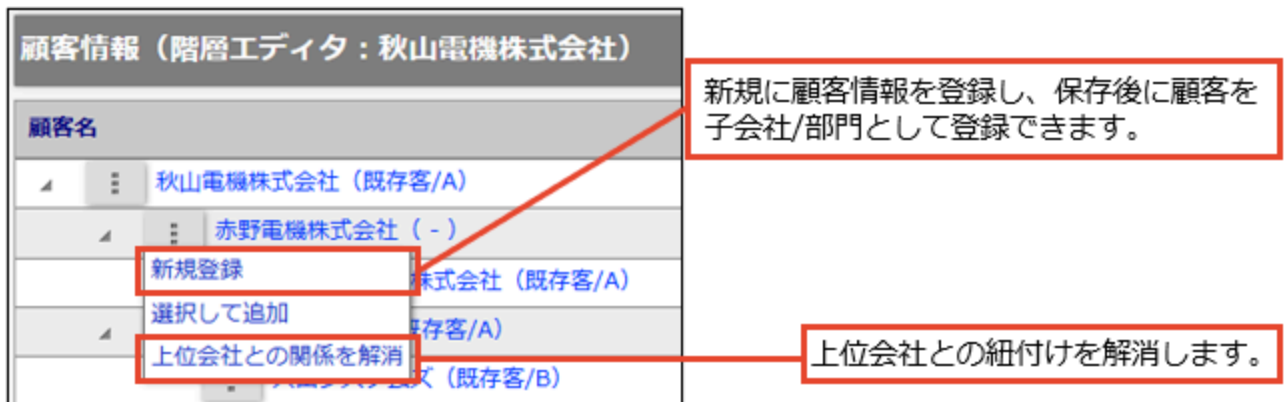 顧客情報（階層エディタ：秋山電機株式会社）
新規に顧客情報を登録し、保存後に顧客を
子会社/部門として登録できます。
顧客名
秋山電機株式会社（既存客/A）
赤野電機株式会社（ - ）
新規登録
株式会社（既存客/A）
選択して追加
既存客/A）
上位会社との関係を解消
上位会社との紐付けを解消します。
（既存客/B）